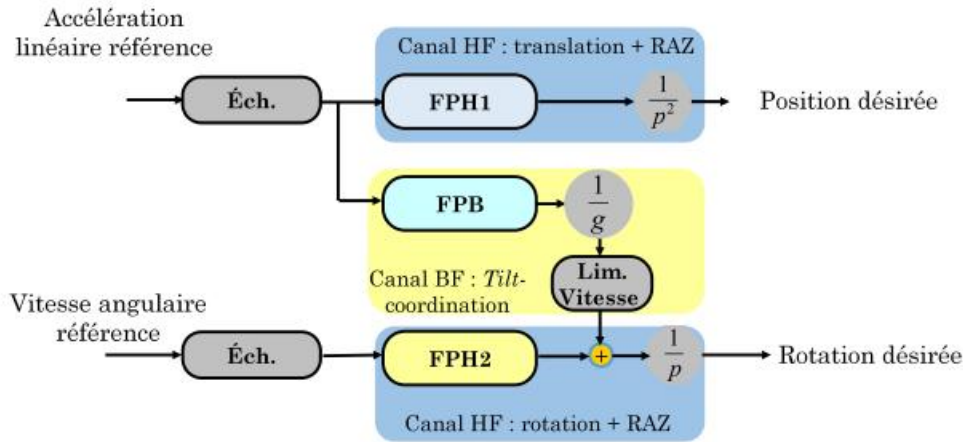 Accélération
linéaire référence
Canal HF : translation + RAZ
Éch.
FPH1
1
p²
Position désirée
FPB
1
g
Canal BF : Tilt-
coordination
Lim.
Vitesse
Vitesse angulaire
référence
Éch.
FPH2
+
1
p
Rotation désirée
Canal HF : rotation + RAZ